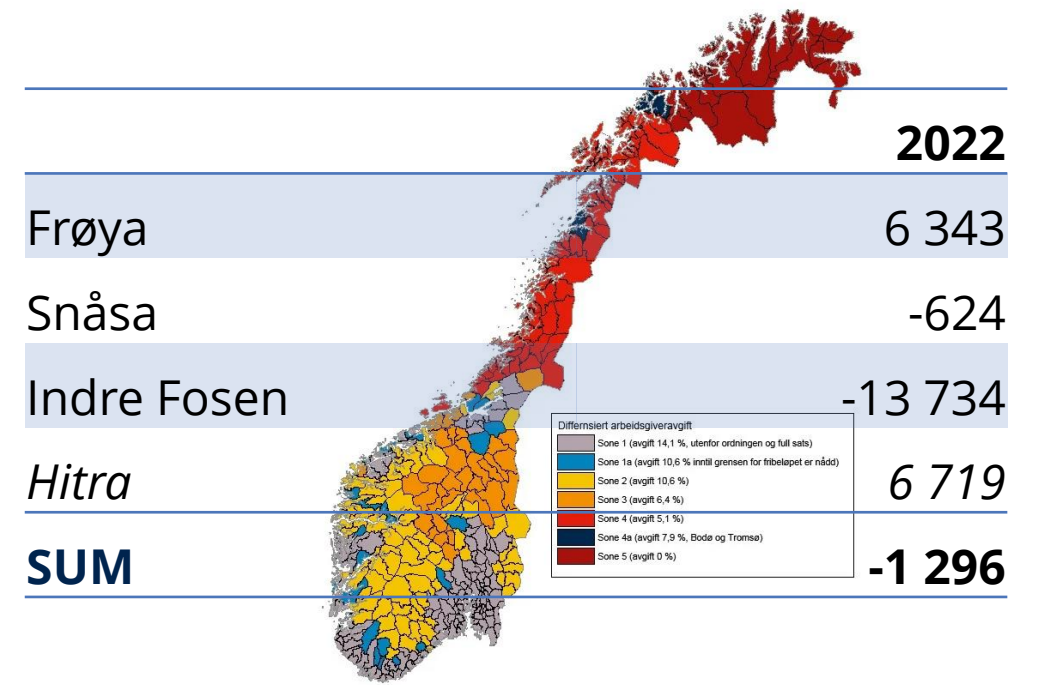 2022
Frøya 6 343
Snåsa -624
Indre Fosen -13 734
Hitra 6 719
SUM -1 296
Differnsiert arbeidsgiveravgift
Sone 1 (avgift 14,1 %, utenfor ordningen og full sats)
Sone 1a (avgift 10,6 % inntil grensen for fribeløpet er nådd)
Sone 2 (avgift 10,6 %)
Sone 3 (avgift 6,4 %)
Sone 4 (avgift 5,1 %)
Sone 4a (avgift 7,9 %, Bodø og Tromsø)
Sone 5 (avgift 0 %)